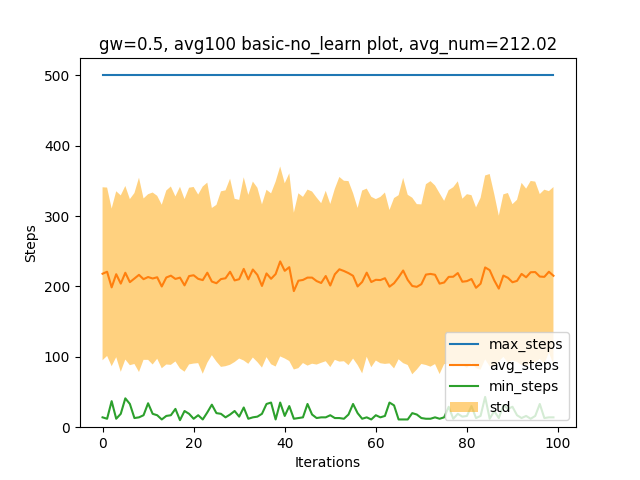 gw=0.5, avg100 basic-no_learn plot, avg_num=212.02
500
400
300
200
100
0
Steps
max_steps
avg_steps
min_steps
std
0 20 40 60 80 100
Iterations